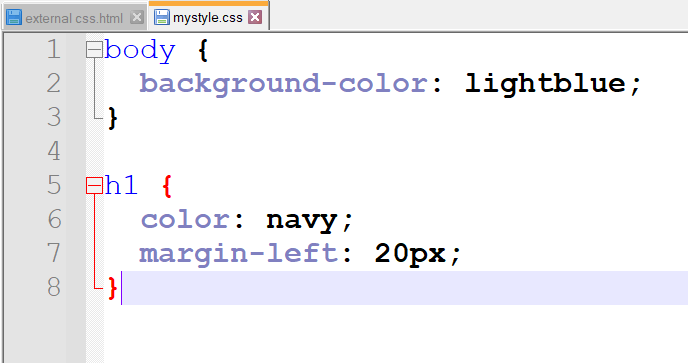 external css.html mystyle.css
1 body {
2   background-color: lightblue;
3 }
4
5 h1 {
6   color: navy;
7   margin-left: 20px;
8 }